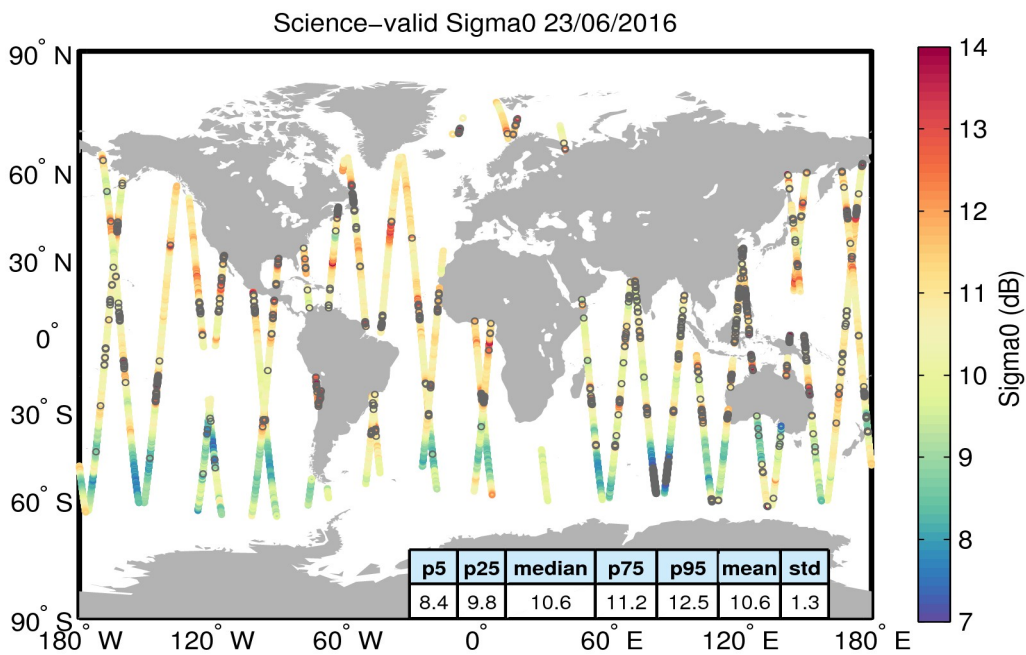 Science−valid Sigma0 23/06/2016
90° N
60° N
30° N
0°
30° S
60° S
90° S
180° W
120° W
60° W
0°
60° E
120° E
180° E
p5 p25 median p75 p95 mean std
8.4 9.8 10.6 11.2 12.5 10.6 1.3
14
13
12
11
10
9
8
7
Sigma0 (dB)